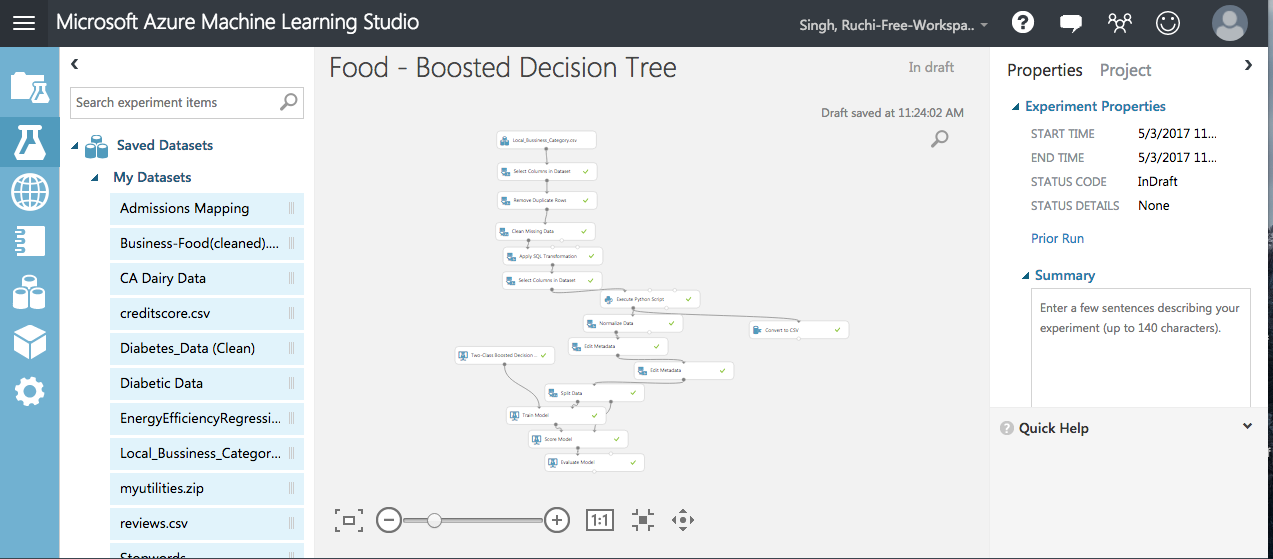 Microsoft Azure Machine Learning Studio
Singh, Ruchi-Free-Workspa..
Search experiment items
Saved Datasets
My Datasets
Admissions Mapping
Business-Food(cleaned)....
CA Dairy Data
creditscore.csv
Diabetes_Data (Clean)
Diabetic Data
EnergyEfficiencyRegressi...
Local_Bussiness_Categor...
myutilities.zip
reviews.csv
Stopwords
Food - Boosted Decision Tree
In draft
Draft saved at 11:24:02 AM
Local_Bussiness_Category.csv
Select Columns in Dataset
Remove Duplicate Rows
Clean Missing Data
Apply SQL Transformation
Select Columns in Dataset
Execute Python Script
Normalize Data
Convert to CSV
Edit Metadata
Two-Class Boosted Decision...
Edit Metadata
Split Data
Train Model
Score Model
Evaluate Model
1:1
Properties
Project
Experiment Properties
START TIME 5/3/2017 11...
END TIME 5/3/2017 11...
STATUS CODE InDraft
STATUS DETAILS None
Prior Run
Summary
Enter a few sentences describing your
experiment (up to 140 characters).
? Quick Help